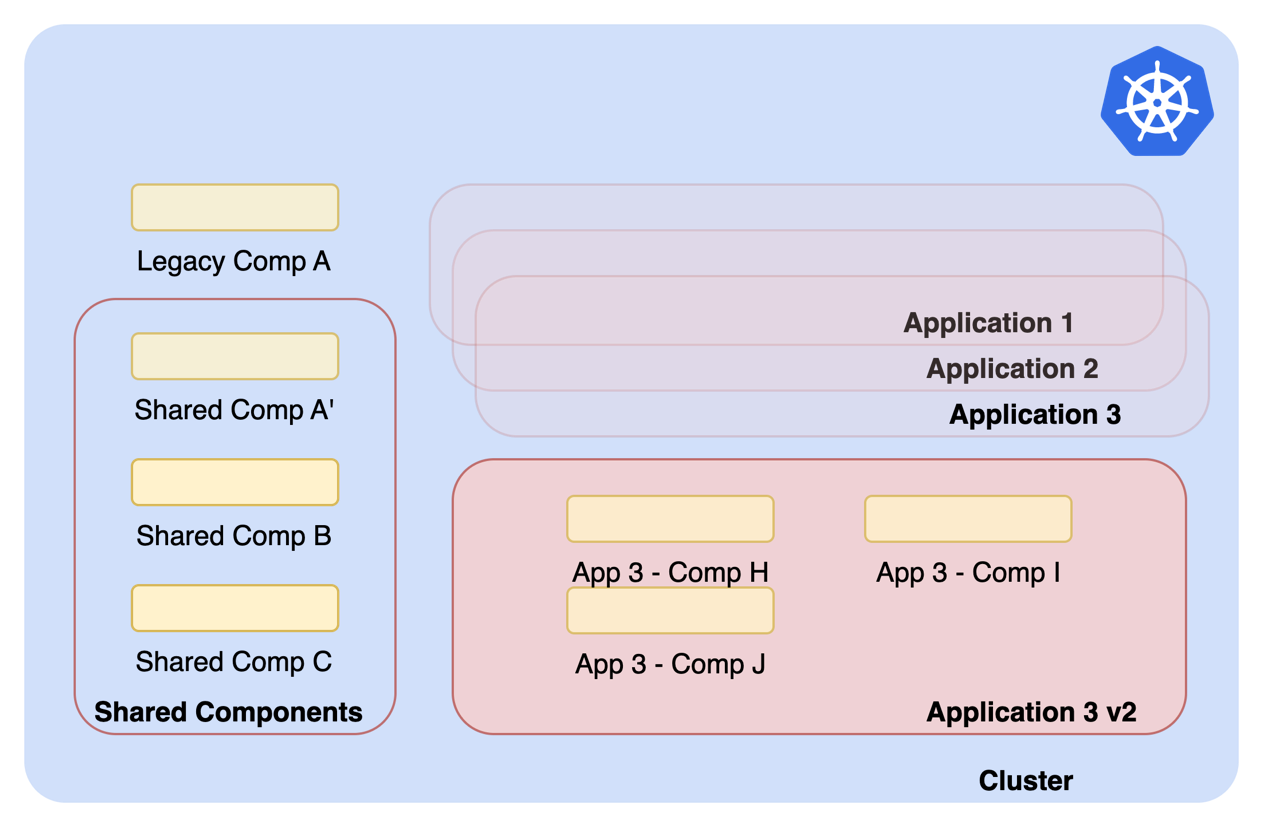 Legacy Comp A
Shared Comp A'
Shared Comp B
Shared Comp C
Shared Components
Application 1
Application 2
Application 3
App 3 - Comp H
App 3 - Comp I
App 3 - Comp J
Application 3 v2
Cluster